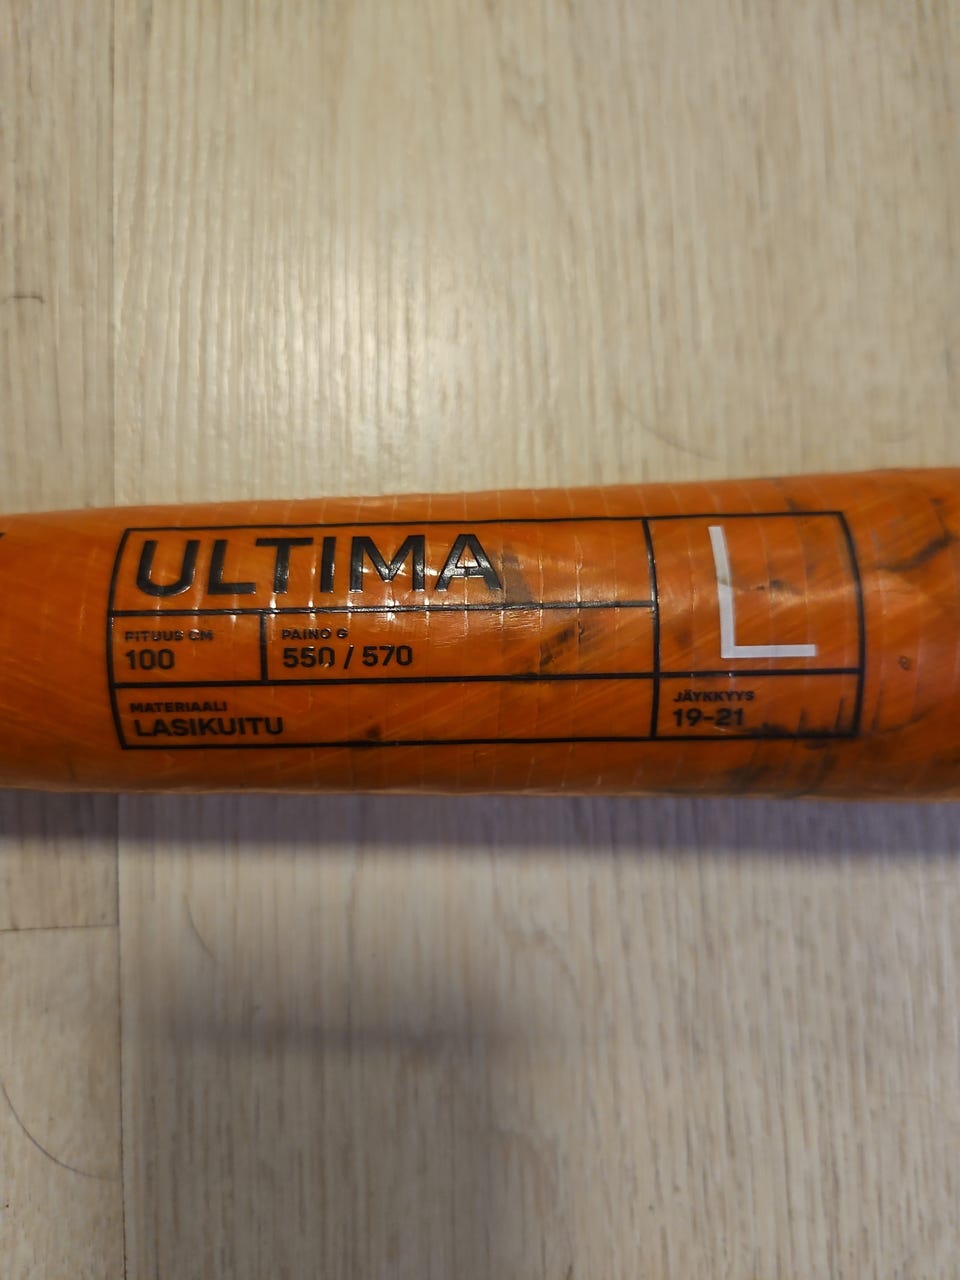 ULTIMA
L
PITUUS CM
100
PAINO G
550 / 570
MATERIAALI
LASIKUITU
JÄYKKYYS
19-21